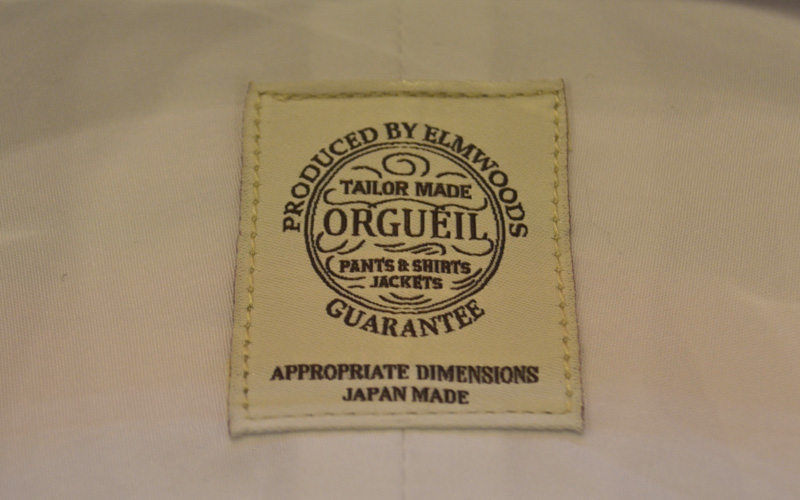 PRODUCED BY ELMWOODS
TAILOR MADE
ORGUEIL
PANTS & SHIRTS
JACKETS
GUARANTEE
APPROPRIATE DIMENSIONS
JAPAN MADE